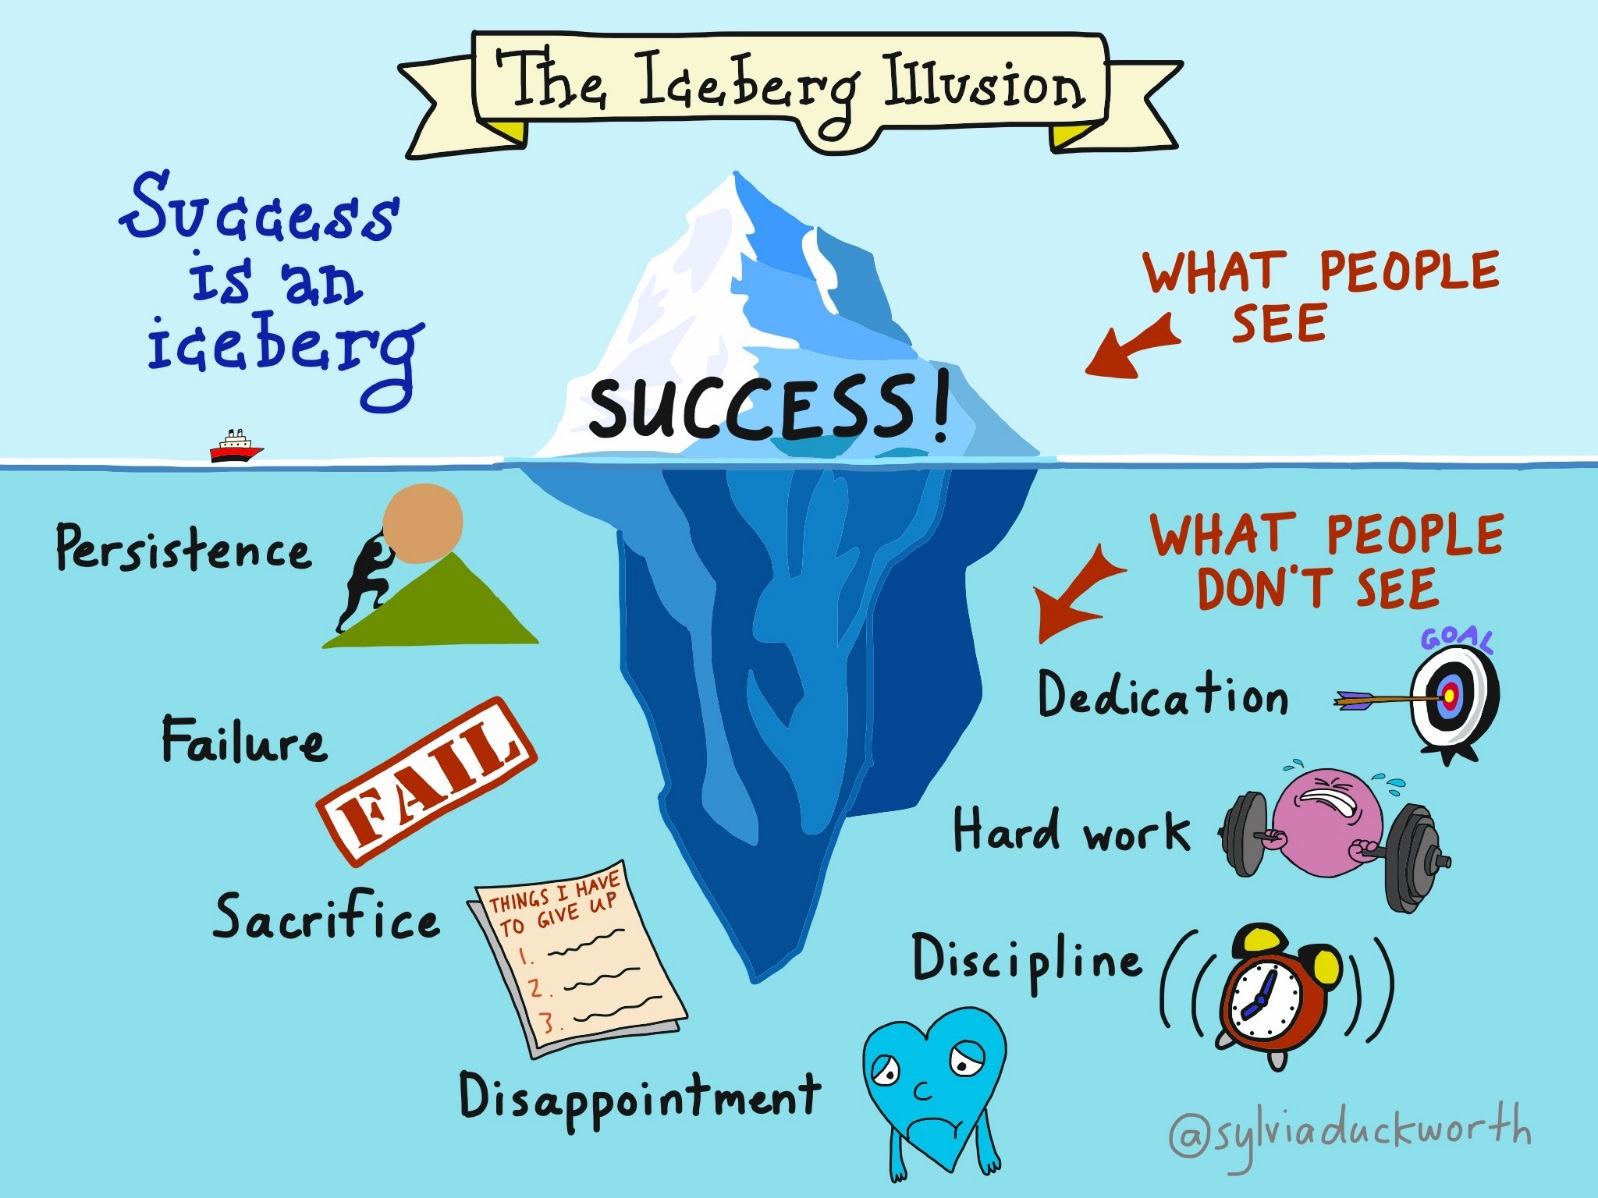 The Iceberg Illusion
Success
is an
iceberg
WHAT PEOPLE
SEE
SUCCESS!
WHAT PEOPLE
DON'T SEE
Persistence
GOAL
Dedication
Failure
FAIL
Hard work
Sacrifice
THINGS I HAVE
TO GIVE UP
1.
2.
3.
Discipline
Disappointment
@sylviaduckworth